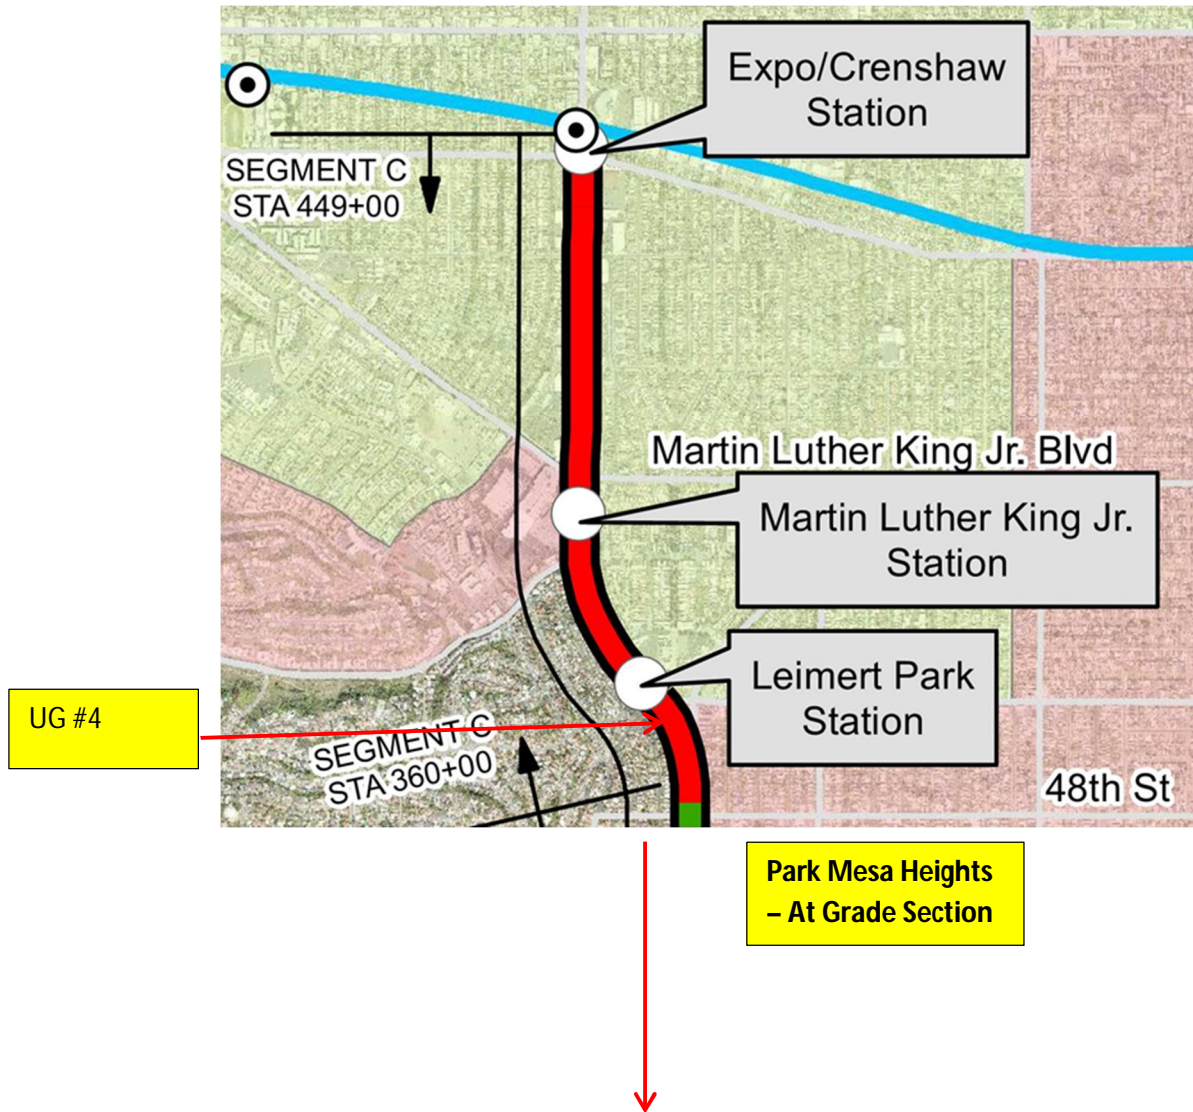 Expo/Crenshaw
Station
SEGMENT C
STA 449+00
Martin Luther King Jr. Blvd
Martin Luther King Jr.
Station
Leimert Park
Station
UG #4
SEGMENT C
STA 360+00
48th St
Park Mesa Heights
– At Grade Section